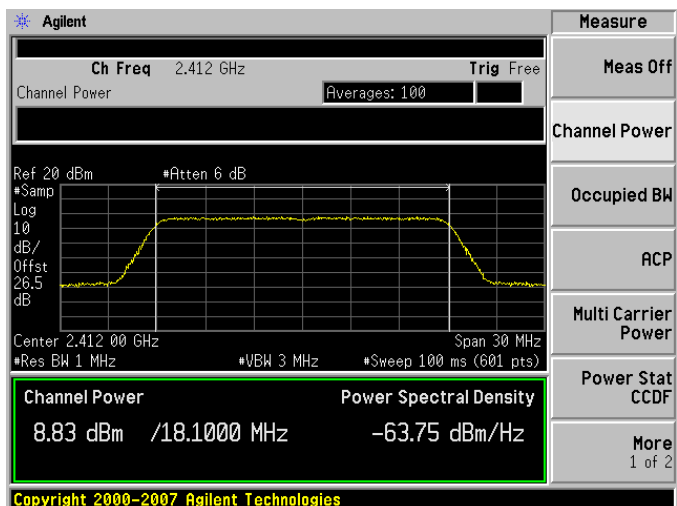 Agilent
Measure
Ch Freq 2.412 GHz Trig Free
Channel Power Averages: 100
Ref 20 dBm #Atten 6 dB
#Samp
Log
10
dB/
Offst
26.5
dB
Center 2.412 00 GHz Span 30 MHz
#Res BW 1 MHz #VBW 3 MHz #Sweep 100 ms (601 pts)
Channel Power Power Spectral Density
8.83 dBm /18.1000 MHz -63.75 dBm/Hz
Copyright 2000-2007 Agilent Technologies
Meas Off
Channel Power
Occupied BW
ACP
Multi Carrier
Power
Power Stat
CCDF
More
1 of 2